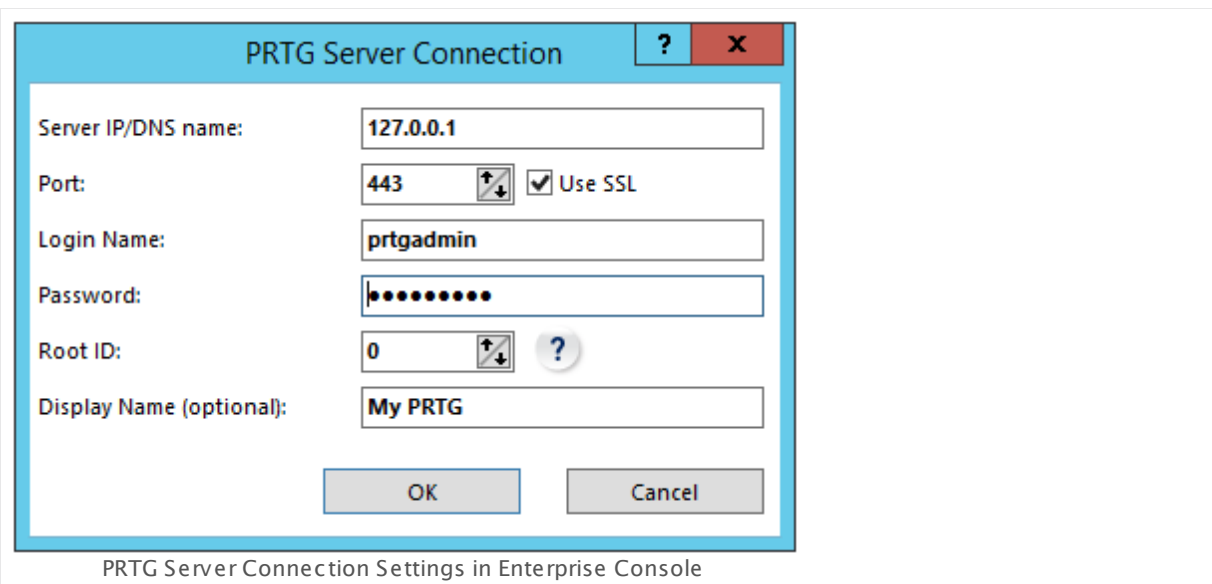 PRTG Server Connection
?
x
Server IP/DNS name: 127.0.0.1
Port: 443 Use SSL
Login Name: prtgadmin
Password: •••••••••
Root ID: 0 ?
Display Name (optional): My PRTG
OK Cancel
PRTG Server Connection Settings in Enterprise Console